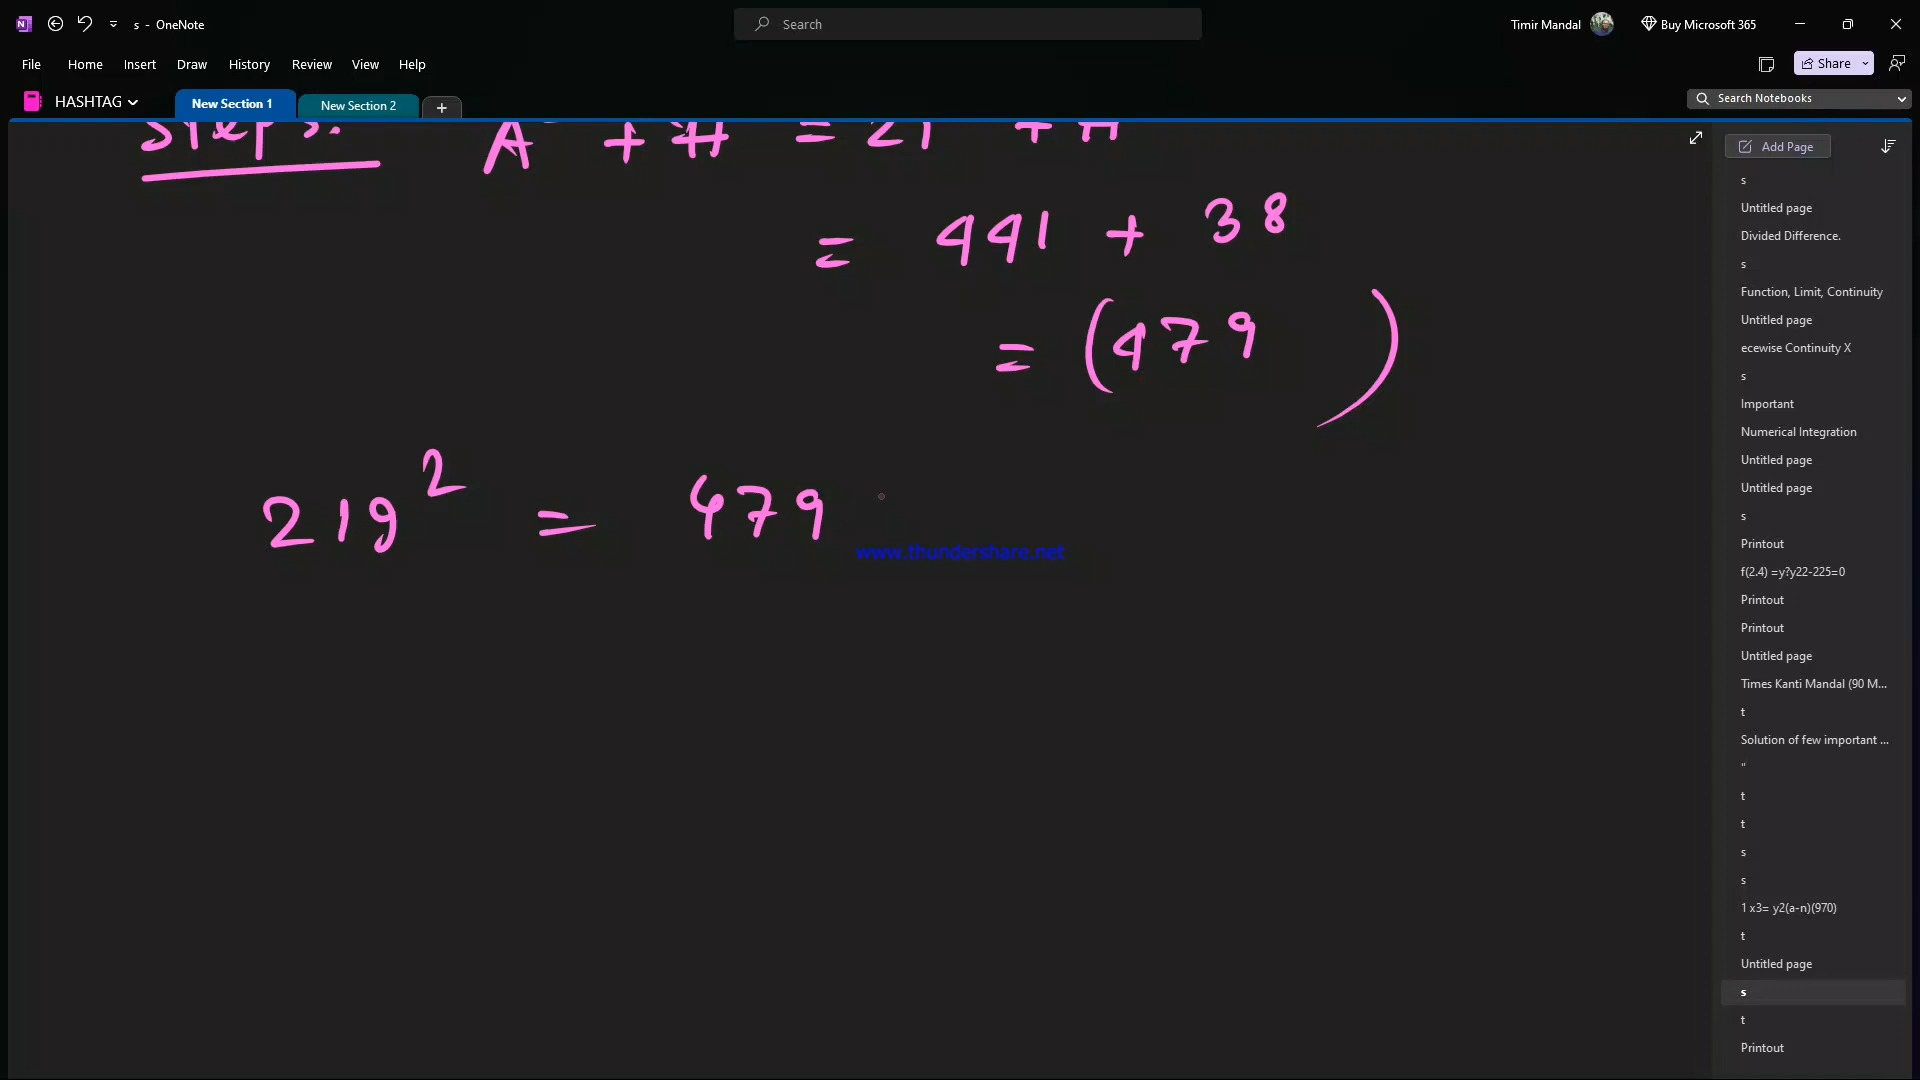 s - OneNote
Search
Timir Mandal
Buy Microsoft 365
File Home Insert Draw History Review View Help
Share
HASHTAG
New Section 1
New Section 2
+
Search Notebooks
Add Page
= 441 + 38
= (479 )
219² = 479
www.thundershare.net
s
Untitled page
Divided Difference.
s
Function, Limit, Continuity
Untitled page
ecewise Continuity X
s
Important
Numerical Integration
Untitled page
Untitled page
s
Printout
f(2.4) =y?y22-225=0
Printout
Printout
Untitled page
Times Kanti Mandal (90 M...
t
Solution of few important ...
"
t
t
s
s
1 x3= y2(a-n)(970)
t
Untitled page
s
t
Printout